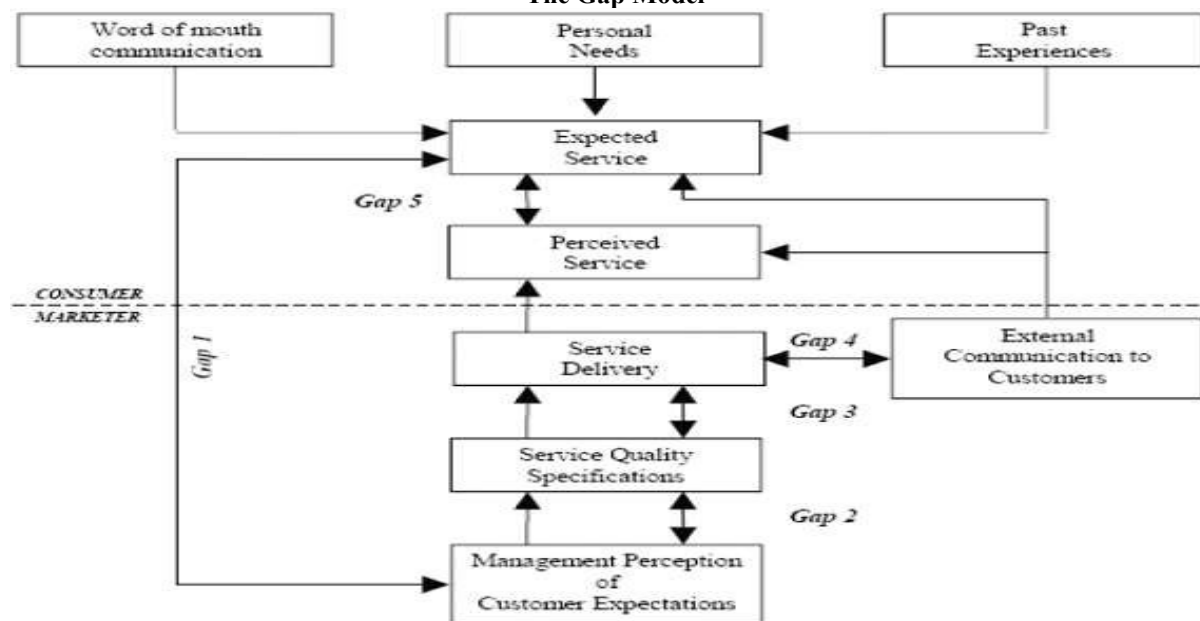 The Gap Model
Word of mouth
communication
Personal
Needs
Past
Experiences
Expected
Service
Gap 5
Perceived
Service
CONSUMER
MARKETER
Gap 1
Service
Delivery
Gap 4
External
Communication to
Customers
Gap 3
Service Quality
Specifications
Gap 2
Management Perception
of
Customer Expectations